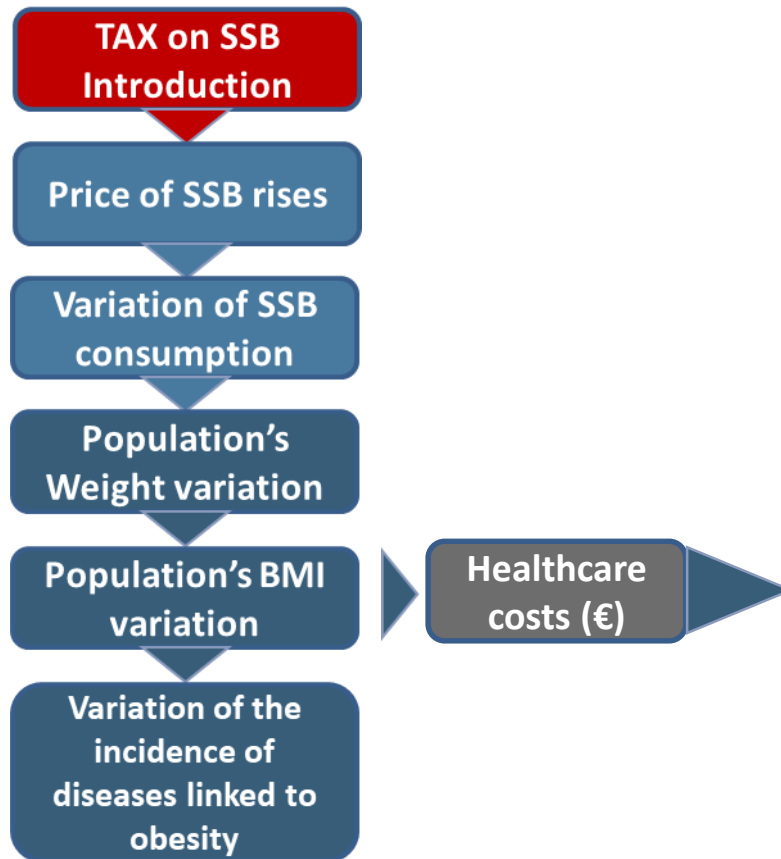 TAX on SSB
Introduction
Price of SSB rises
Variation of SSB
consumption
Population's
Weight variation
Population's BMI
variation
Healthcare
costs (€)
Variation of the
incidence of
diseases linked to
obesity